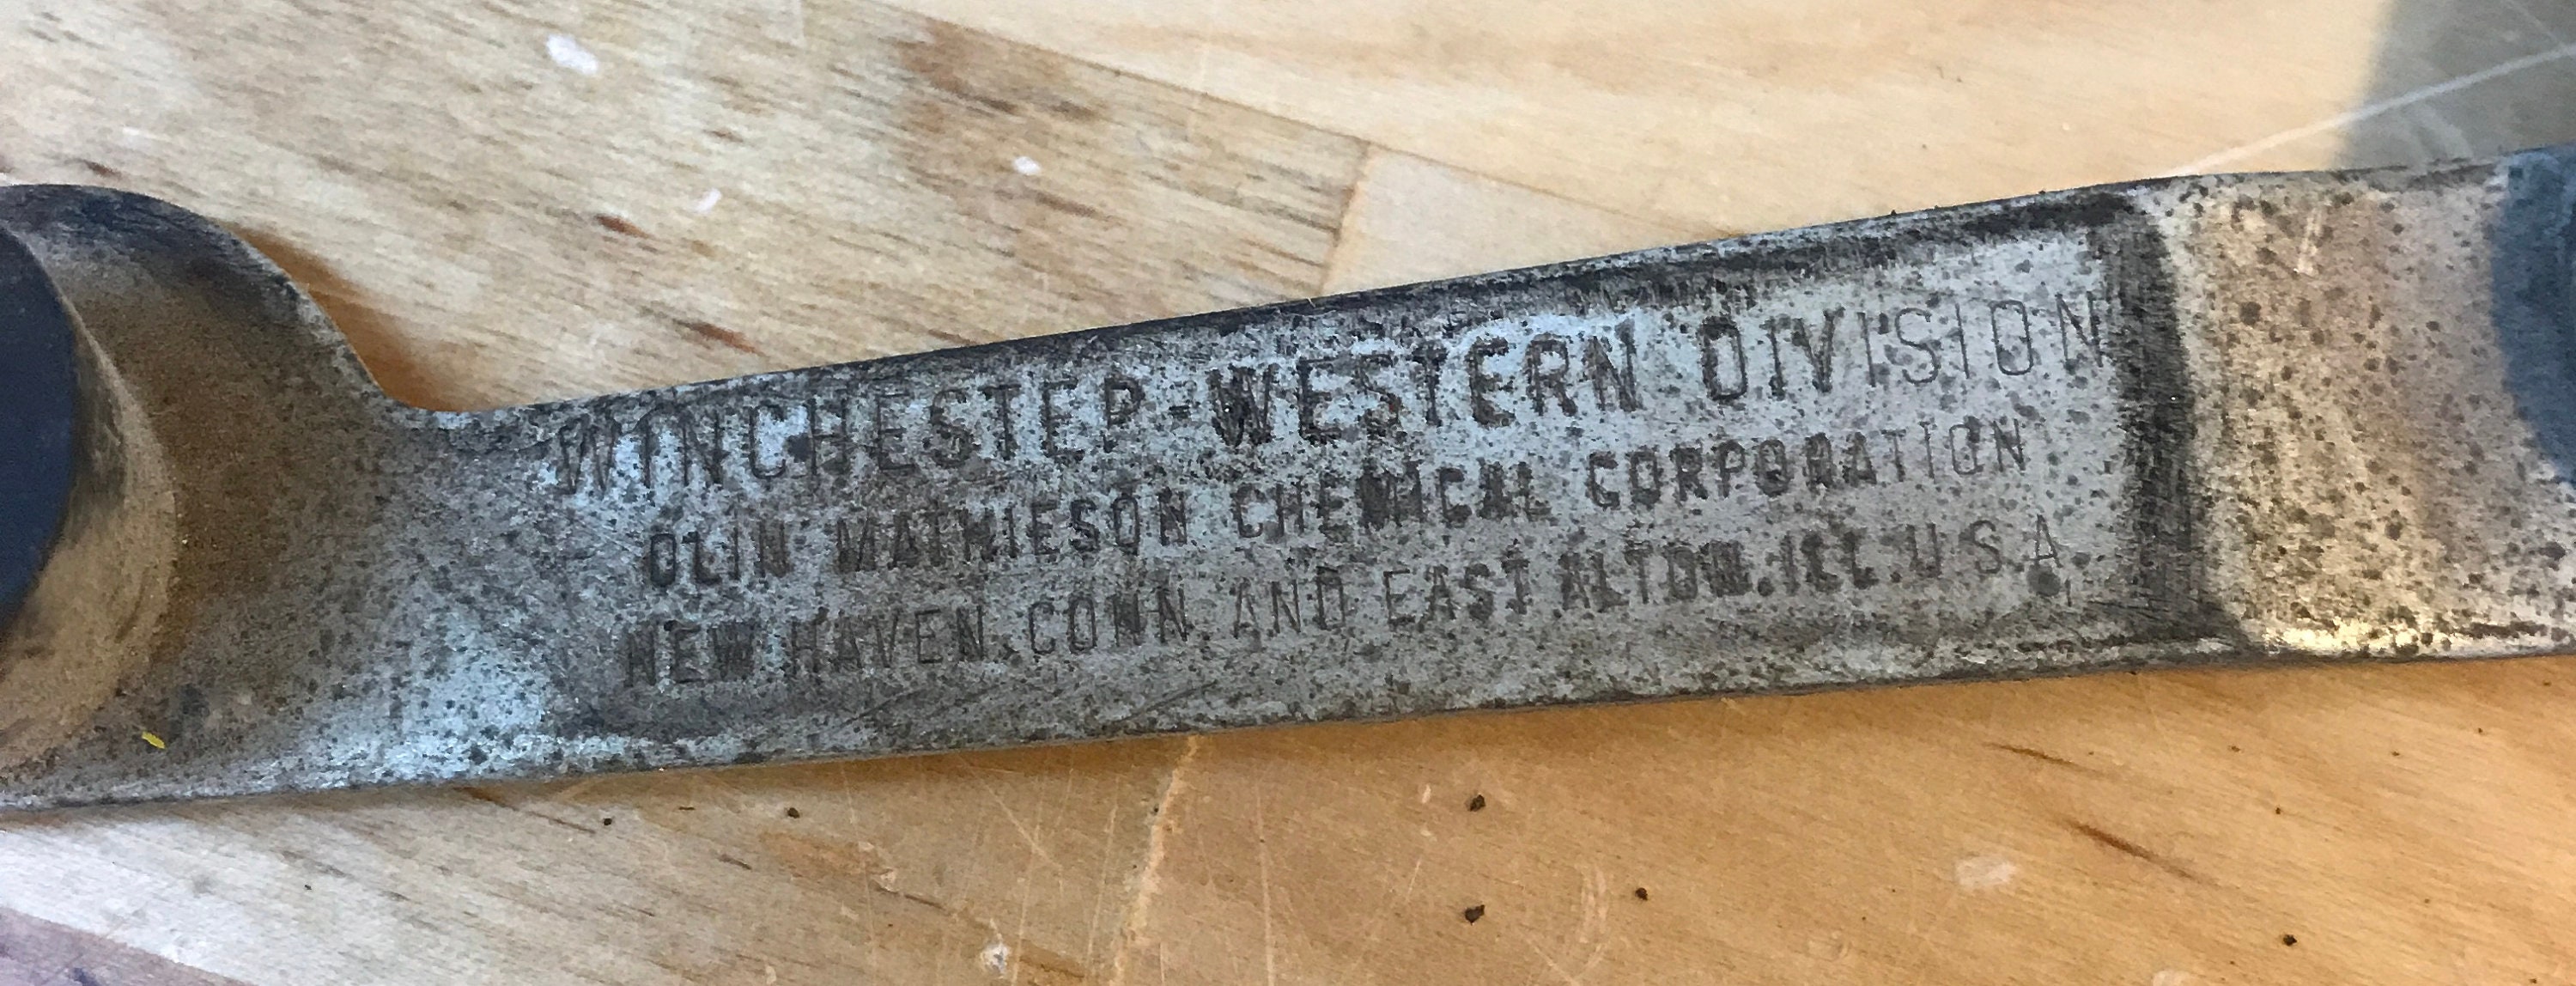 WINCHESTER-WESTERN DIVISION
OLIN MATHIESON CHEMICAL CORPORATION
NEW HAVEN, CONN. AND EAST ALTON, ILL. U.S.A.